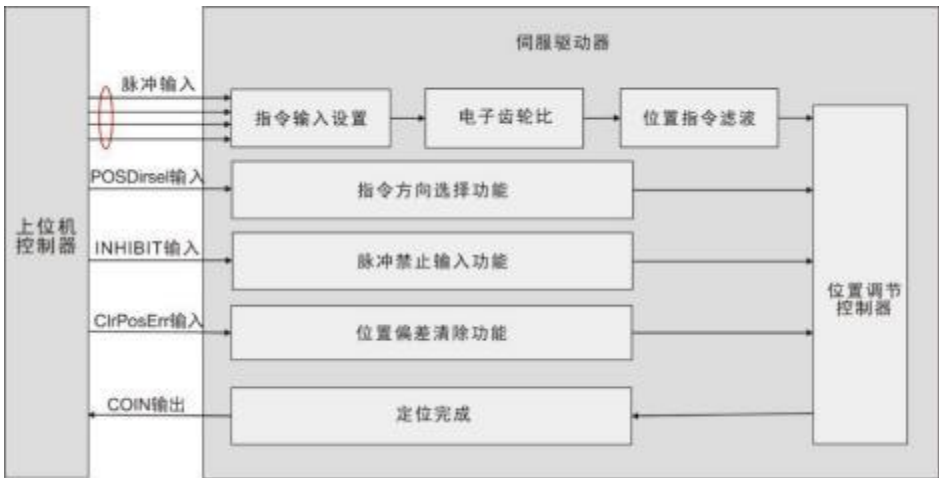 伺服驱动器
脉冲输入
指令输入设置
电子齿轮比
位置指令滤波
POSDirsel输入
指令方向选择功能
上位机
控制器
INHIBIT输入
脉冲禁止输入功能
位置调节
控制器
ClrPosErr输入
位置偏差清除功能
COIN输出
定位完成